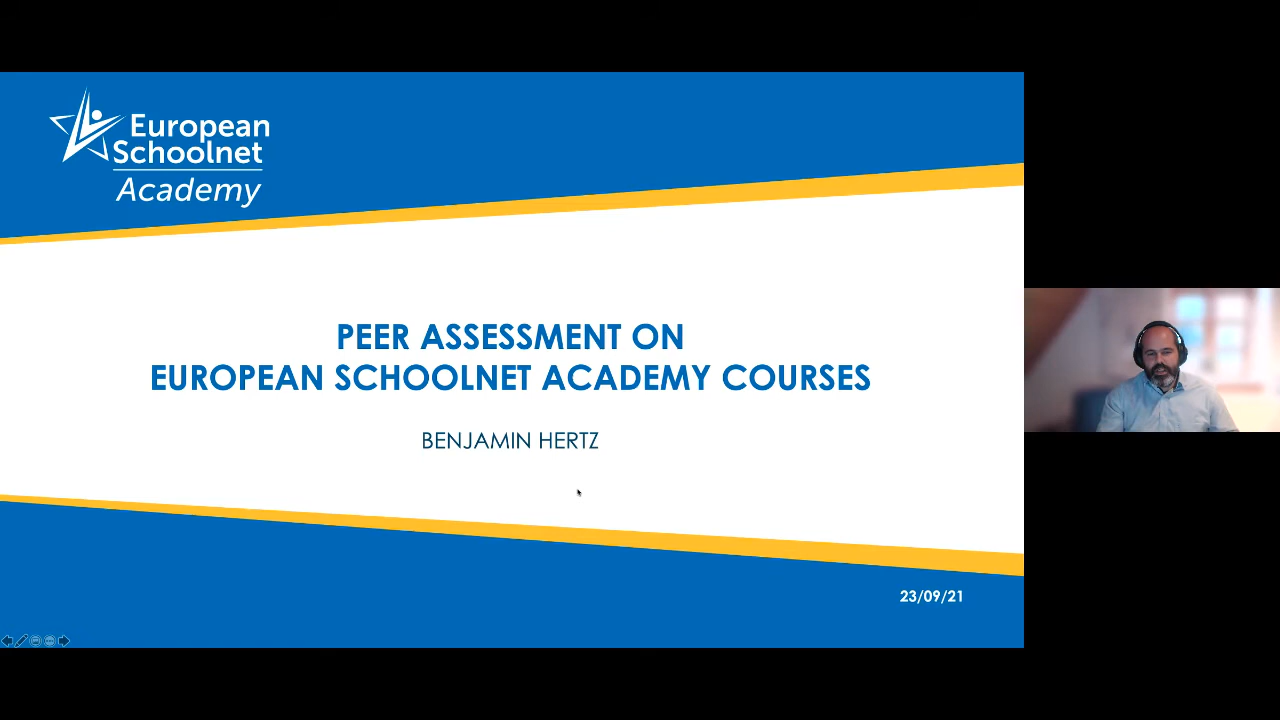 European
Schoolnet
Academy
PEER ASSESSMENT ON
EUROPEAN SCHOOLNET ACADEMY COURSES
BENJAMIN HERTZ
23/09/21